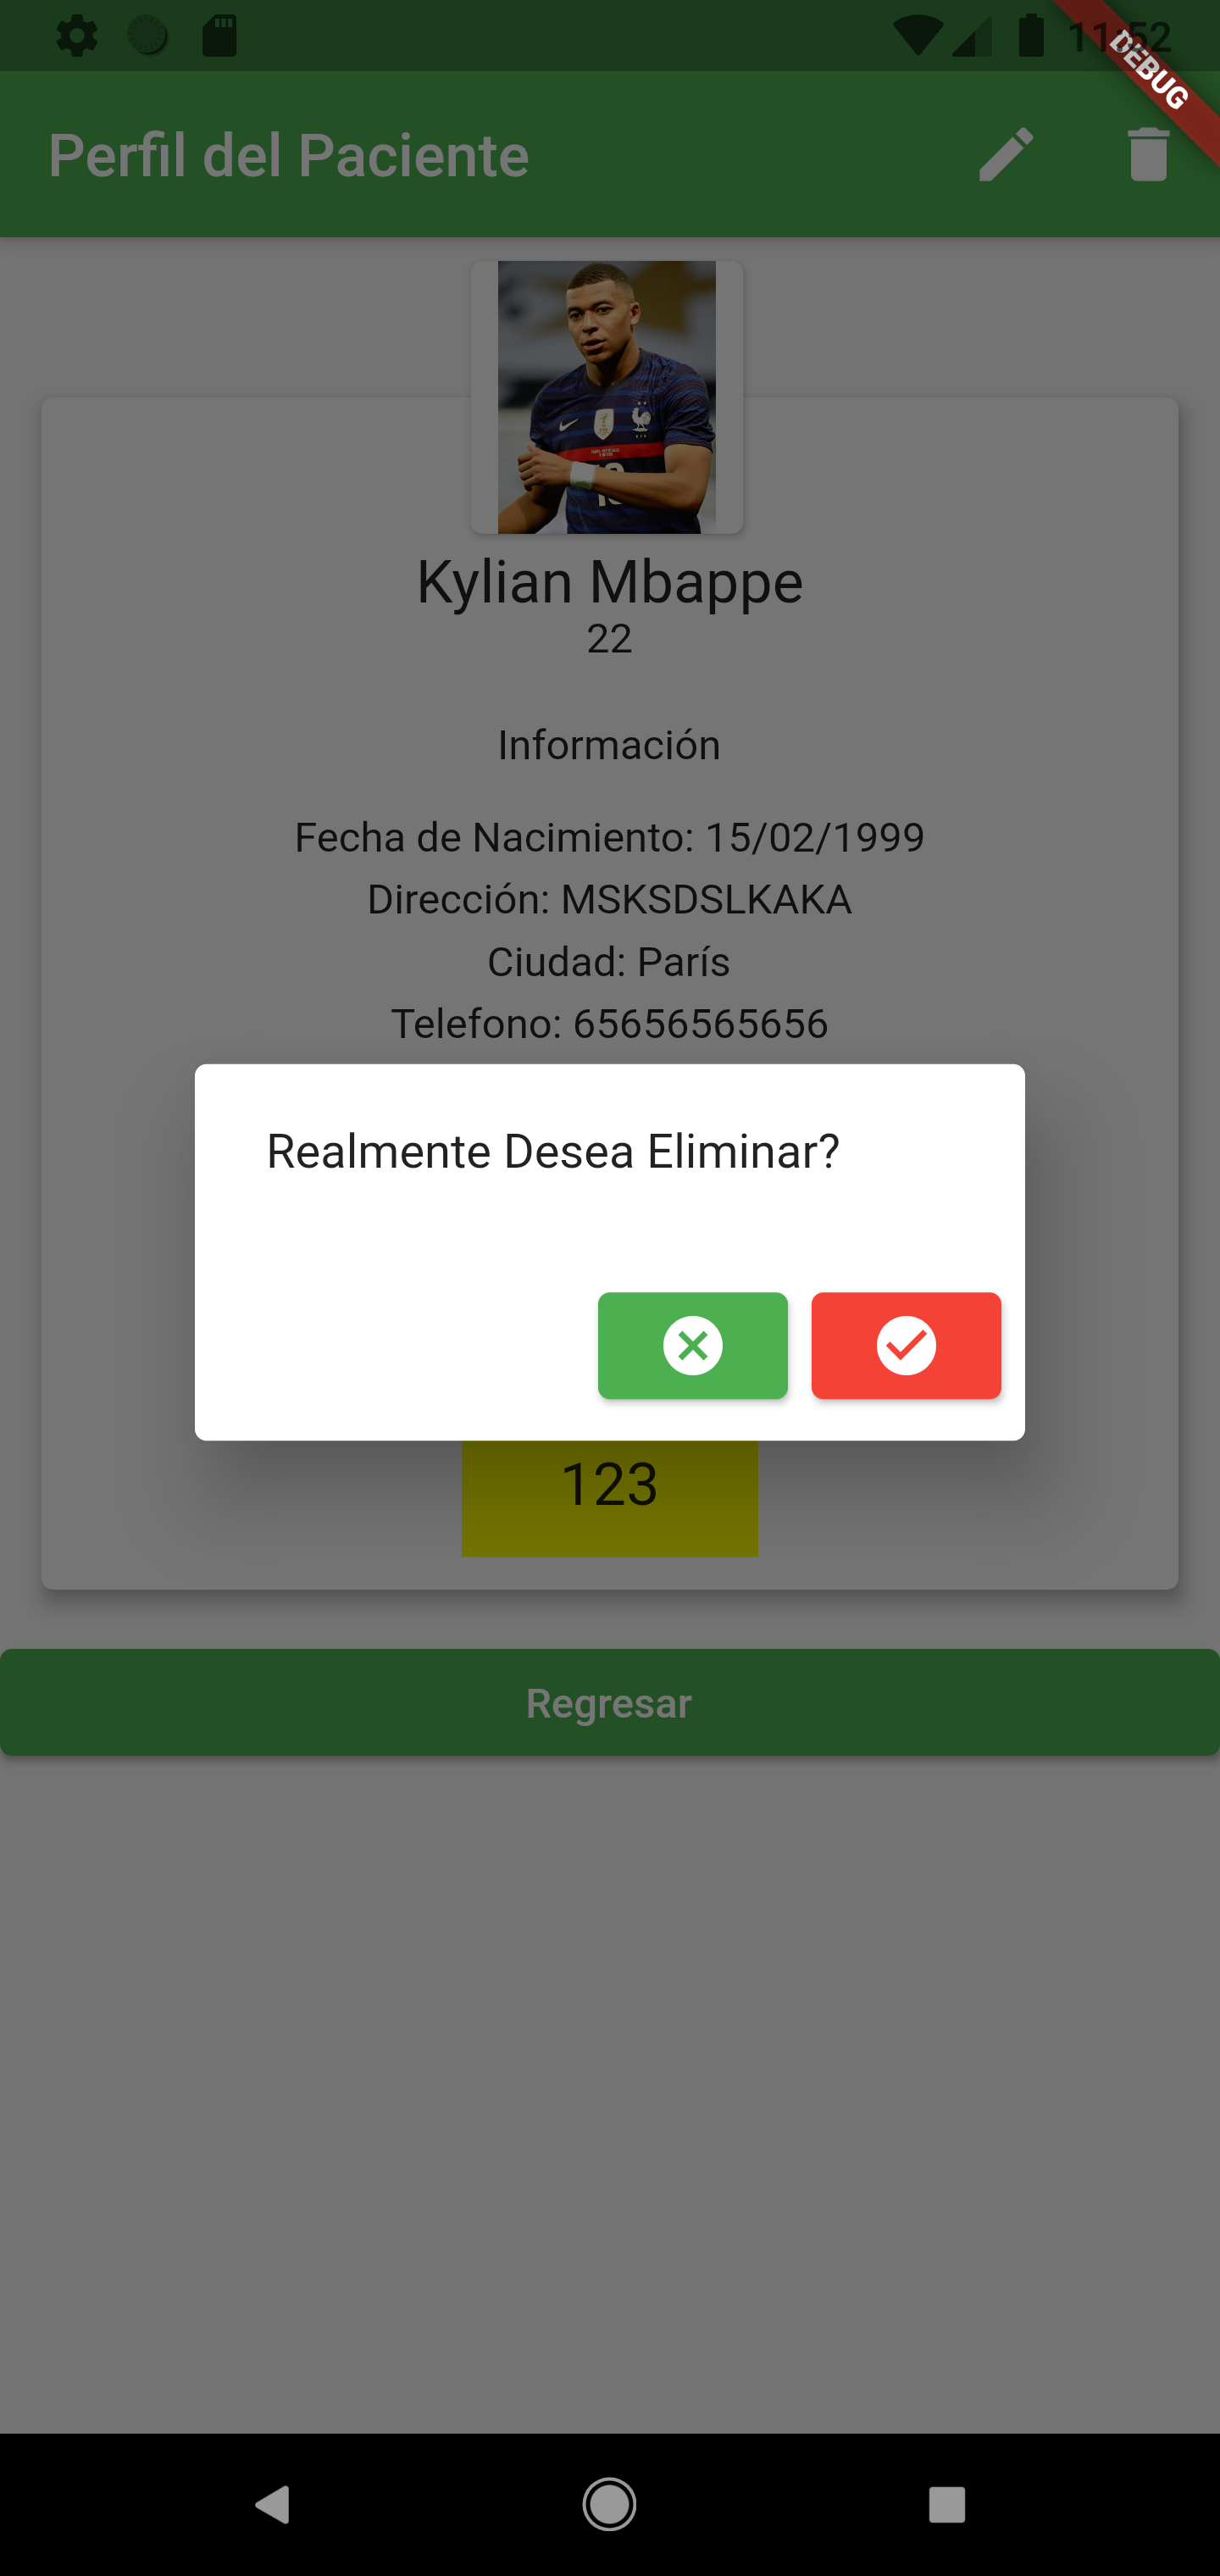 11:52
DEBUG
Perfil del Paciente
Kylian Mbappe
22
Información
Fecha de Nacimiento: 15/02/1999
Dirección: MSKSDSLKAKA
Ciudad: París
Telefono: 65656565656
Realmente Desea Eliminar?
123
Regresar